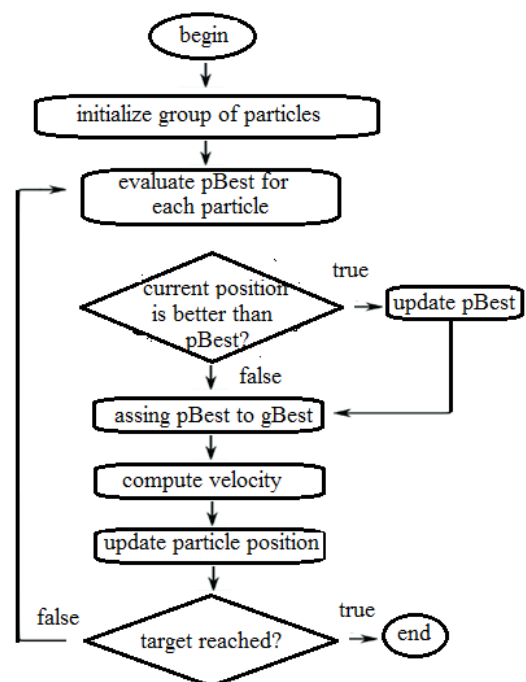 begin
initialize group of particles
evaluate pBest for
each particle
true
current position
is better than
pBest?
update pBest
false
assing pBest to gBest
compute velocity
update particle position
false
true
target reached?
end